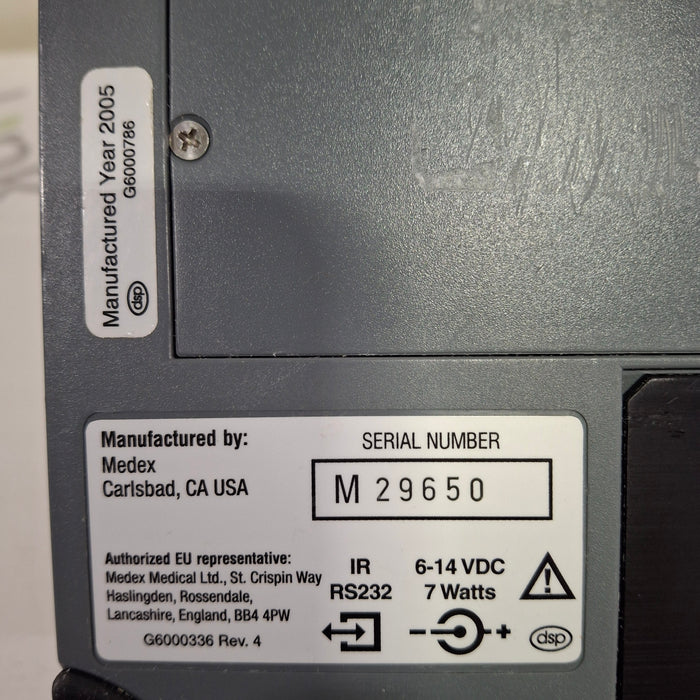 Manufactured Year 2005
G6000786
dsp
Manufactured by:
Medex
Carlsbad, CA USA
SERIAL NUMBER
M 29650
Authorized EU representative:
Medex Medical Ltd., St. Crispin Way
Haslingden, Rossendale,
Lancashire, England, BB4 4PW
G6000336 Rev. 4
IR
RS232
6-14 VDC
7 Watts
dsp